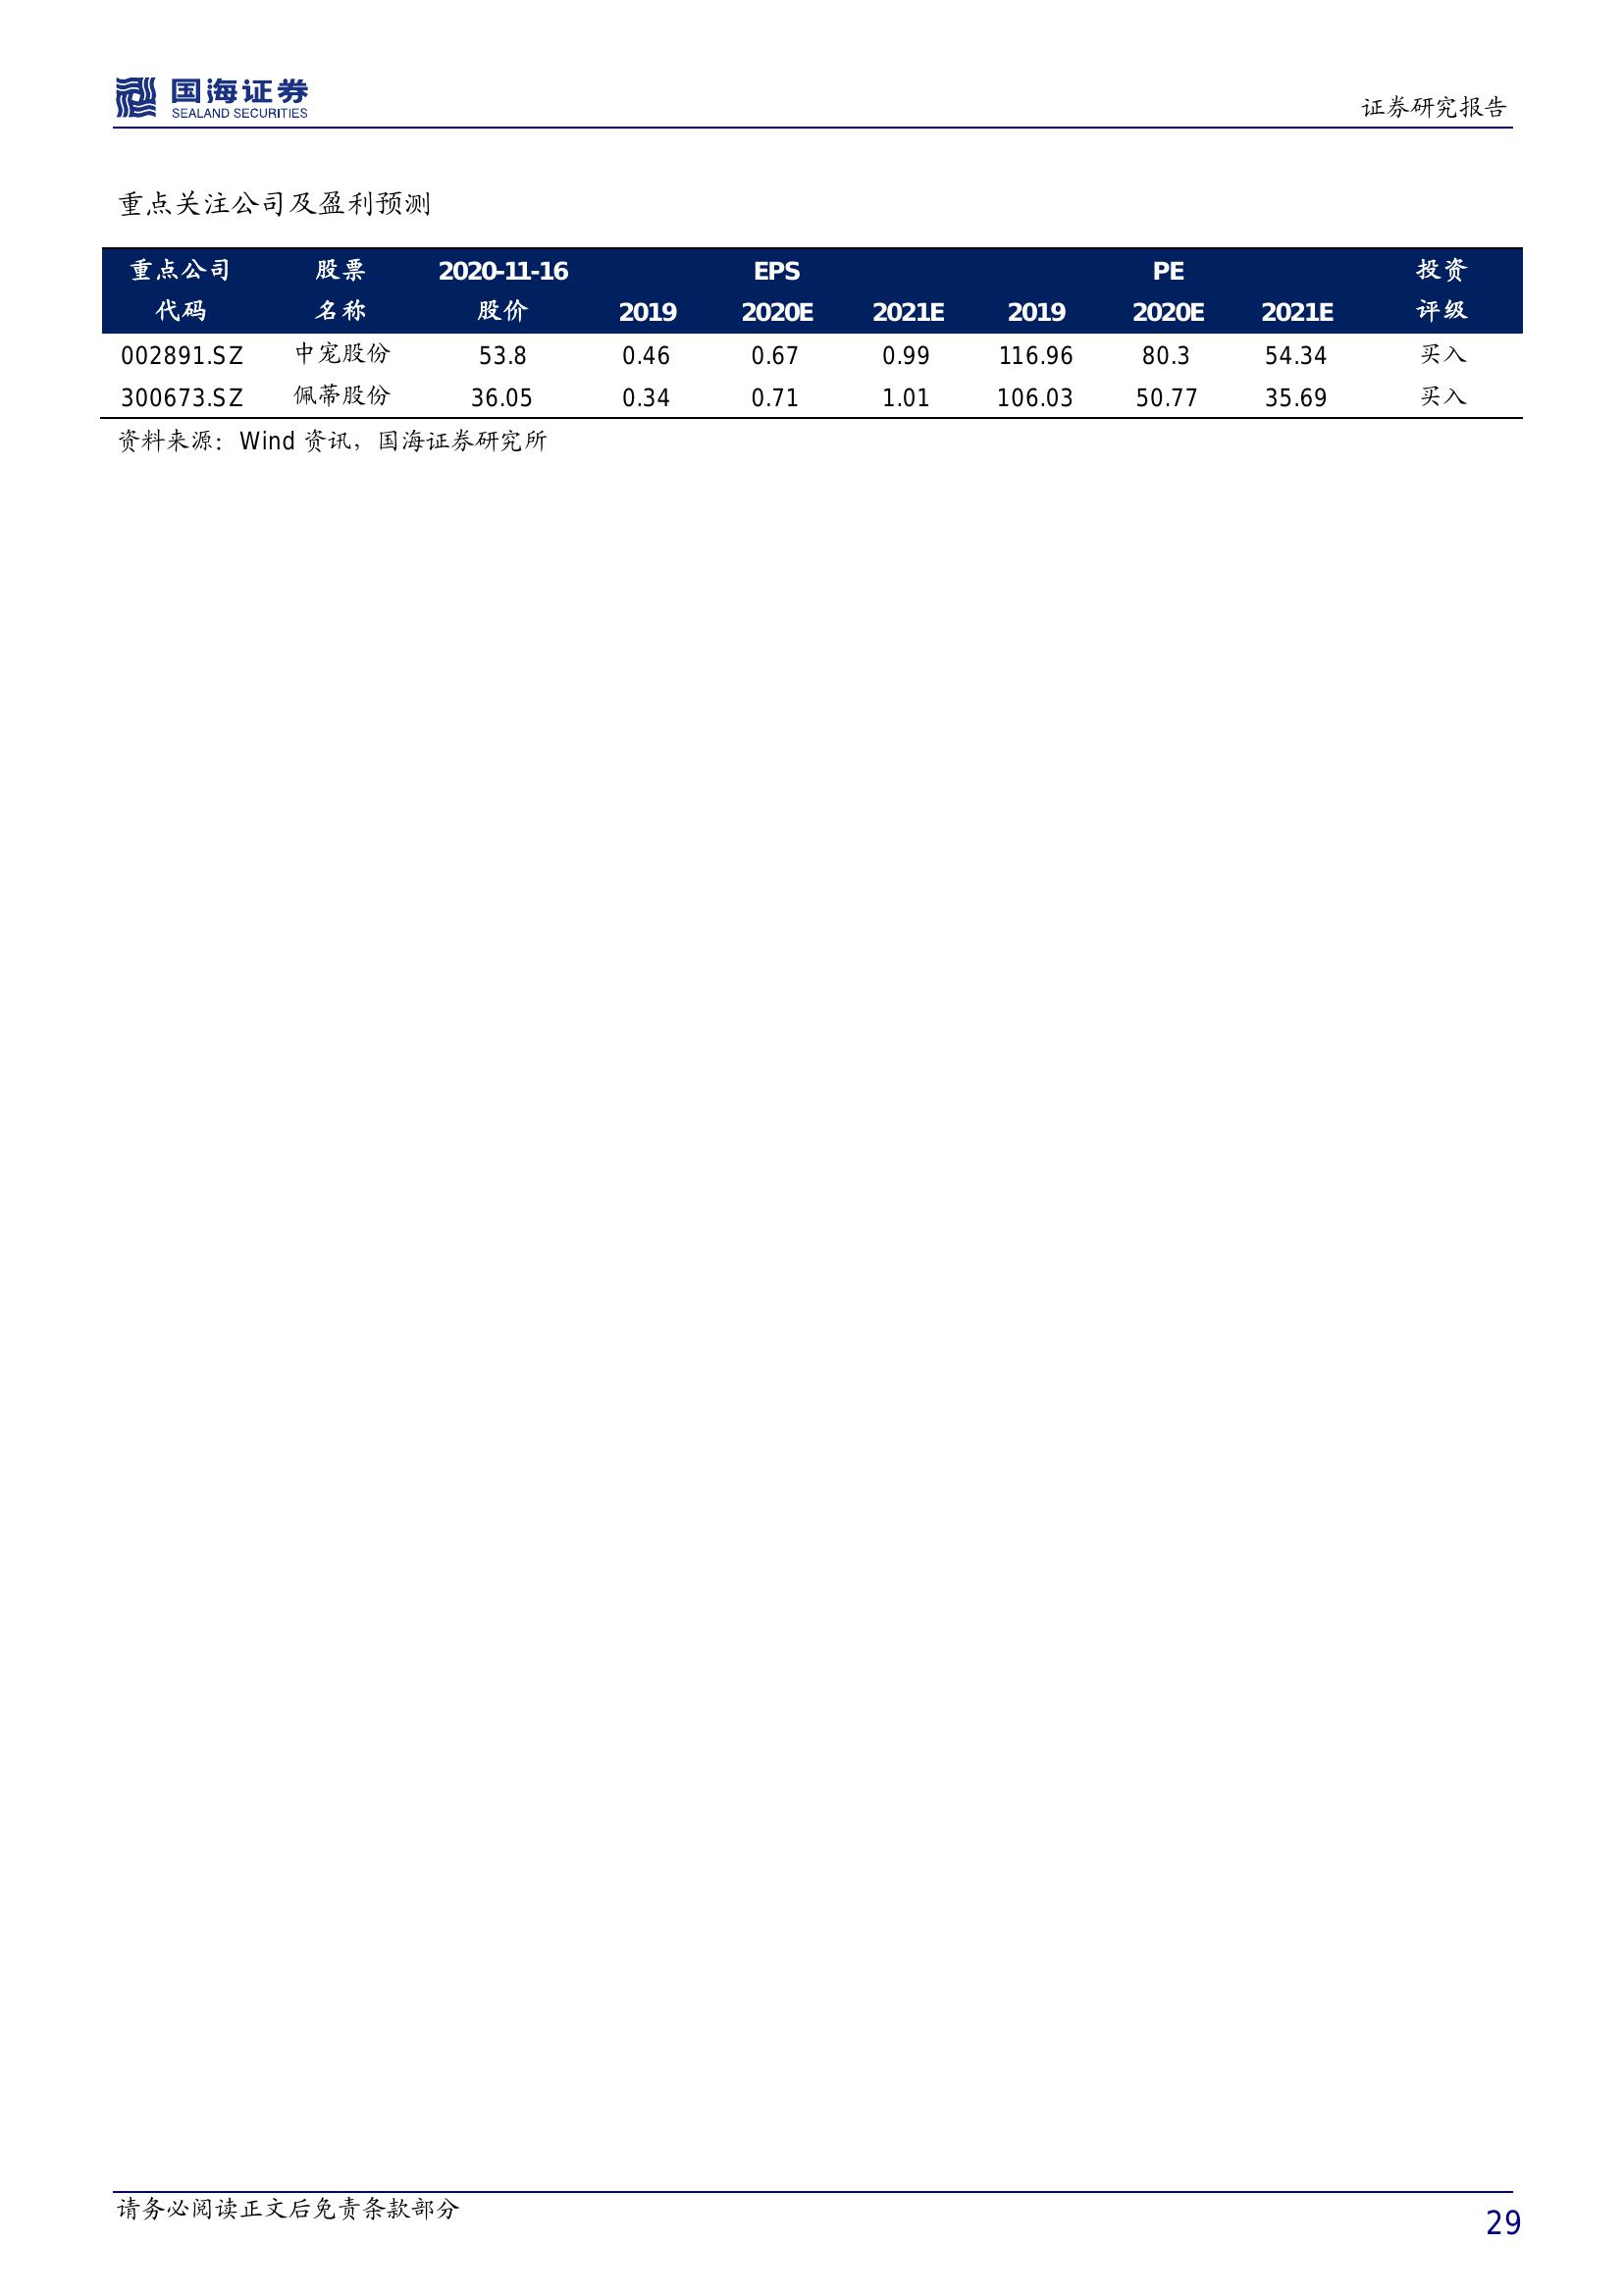 国海证券
SEALAND SECURITIES
证券研究报告
重点关注公司及盈利预测
重点公司 股票 2020-11-16 EPS PE 投资
代码 名称 股价 2019 2020E 2021E 2019 2020E 2021E 评级
002891.SZ 中宠股份 53.8 0.46 0.67 0.99 116.96 80.3 54.34 买入
300673.SZ 佩蒂股份 36.05 0.34 0.71 1.01 106.03 50.77 35.69 买入
资料来源：Wind 资讯，国海证券研究所
请务必阅读正文后免责条款部分
29